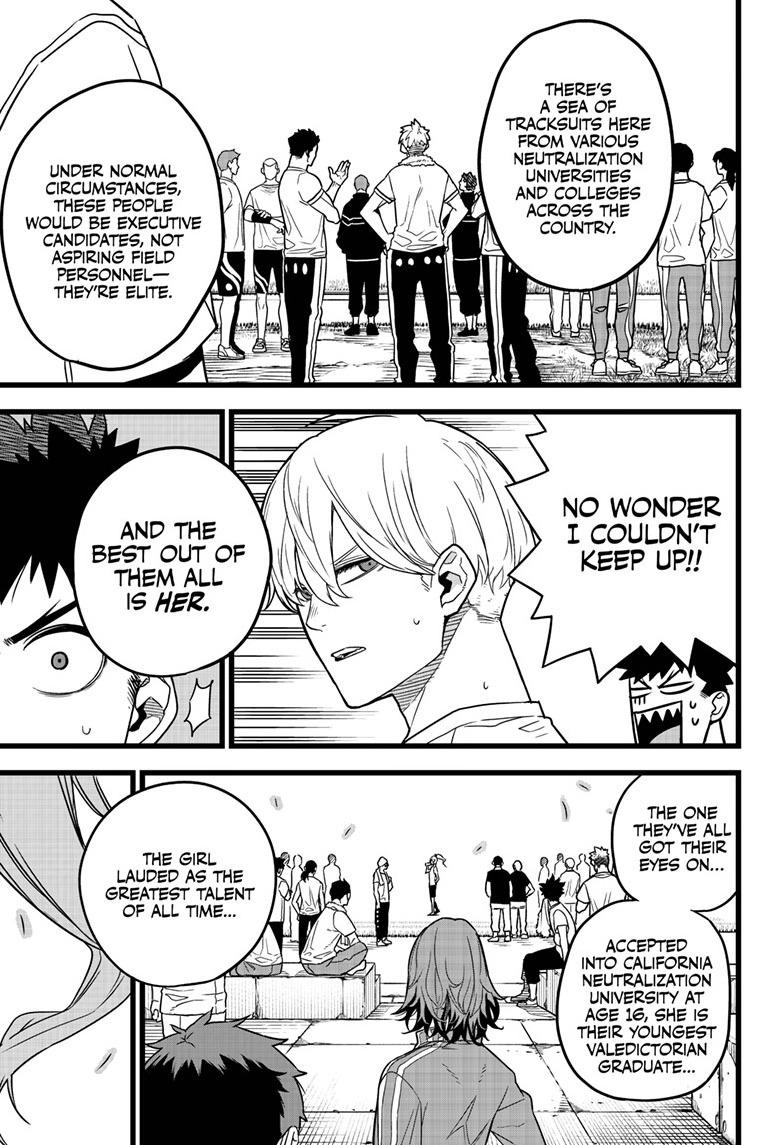 THERE'S
A SEA OF
TRACKSUITS HERE
FROM VARIOUS
NEUTRALIZATION
UNIVERSITIES
AND COLLEGES
ACROSS THE
COUNTRY.
UNDER NORMAL
CIRCUMSTANCES,
THESE PEOPLE
WOULD BE EXECUTIVE
CANDIDATES, NOT
ASPIRING FIELD
PERSONNEL—
THEY'RE ELITE.
NO WONDER
I COULDN'T
KEEP UP!!
AND THE
BEST OUT OF
THEM ALL
IS HER.
THE ONE
THEY'VE ALL
GOT THEIR
EYES ON...
ACCEPTED
INTO CALIFORNIA
NEUTRALIZATION
UNIVERSITY AT
AGE 16, SHE IS
THEIR YOUNGEST
VALEDICTORIAN
GRADUATE...
THE GIRL
LAUDED AS THE
GREATEST TALENT
OF ALL TIME...